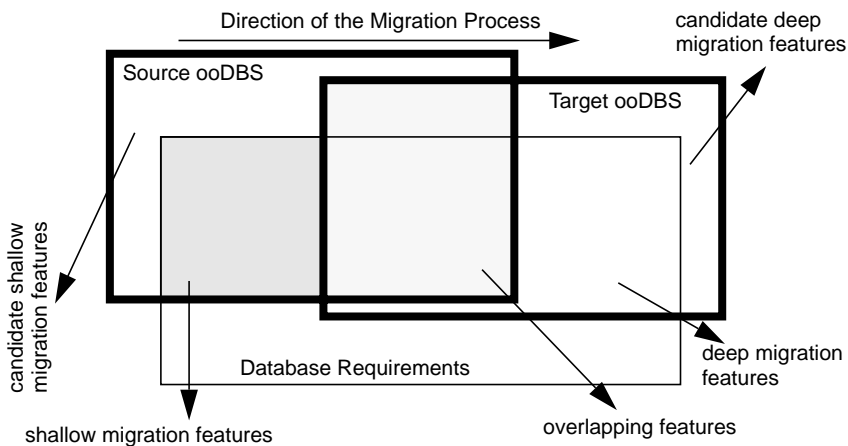 Direction of the Migration Process
candidate deep
migration features
Source ooDBS
Target ooDBS
candidate shallow
migration features
Database Requirements
deep migration
features
overlapping features
shallow migration features